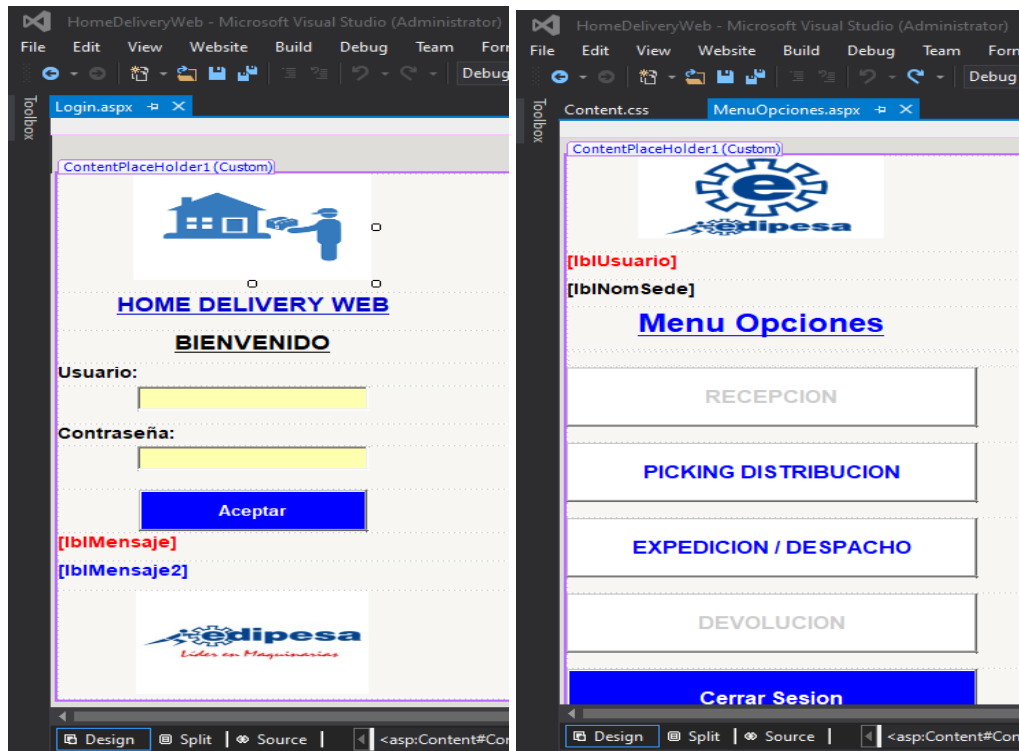 HomeDeliveryWeb - Microsoft Visual Studio (Administrator)
File Edit View Website Build Debug Team
Debug
Toolbox
Login.aspx
ContentPlaceHolder1 (Custom)
HOME DELIVERY WEB
BIENVENIDO
Usuario:
Contraseña:
Aceptar
[lblMensaje]
[lblMensaje2]
edipesa
Lider en Maquinarias
Design Split Source <asp:Content#Con
HomeDeliveryWeb - Microsoft Visual Studio (Administrator)
File Edit View Website Build Debug Team Form
Debug
Toolbox
Content.css MenuOpciones.aspx
ContentPlaceHolder1 (Custom)
e
edipesa
[lblUsuario]
[lblNomSede]
Menu Opciones
RECEPCION
PICKING DISTRIBUCION
EXPEDICION / DESPACHO
DEVOLUCION
Cerrar Sesion
Design Split Source <asp:Content#Con